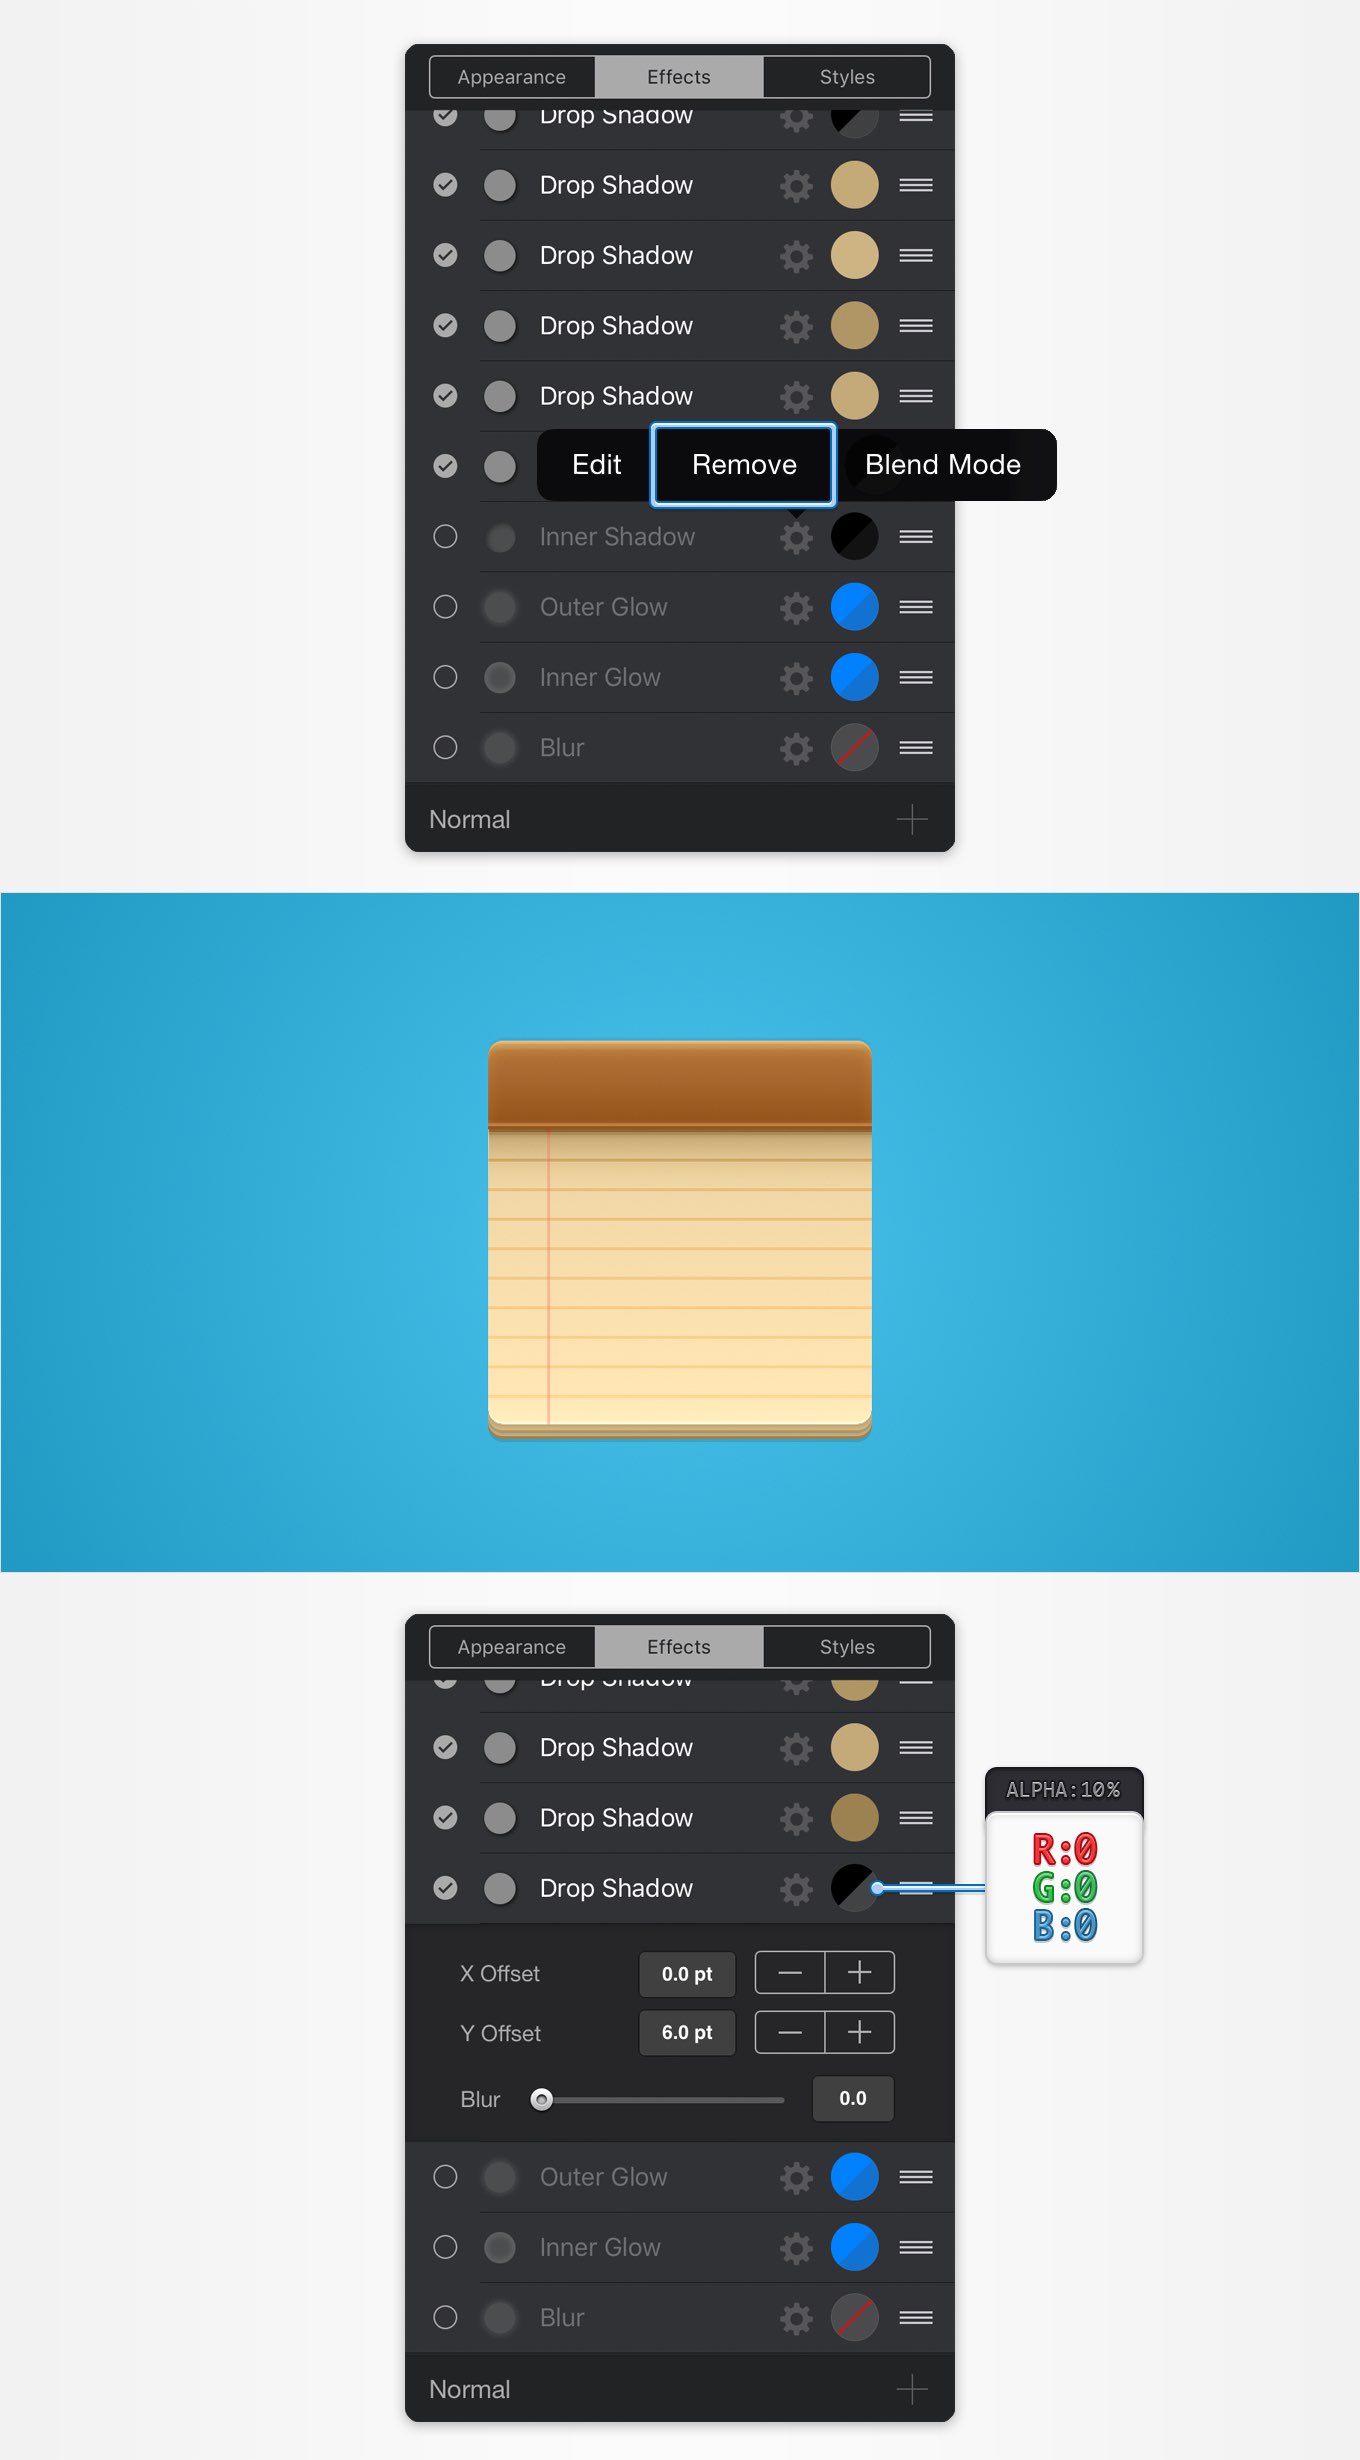 Appearance Effects Styles
Drop Shadow
Drop Shadow
Drop Shadow
Drop Shadow
Drop Shadow
Edit Remove Blend Mode
Inner Shadow
Outer Glow
Inner Glow
Blur
Normal
Appearance Effects Styles
Drop Shadow
Drop Shadow
Drop Shadow
Drop Shadow
ALPHA:10%
R:0
G:0
B:0
X Offset 0.0 pt
Y Offset 6.0 pt
Blur 0.0
Outer Glow
Inner Glow
Blur
Normal